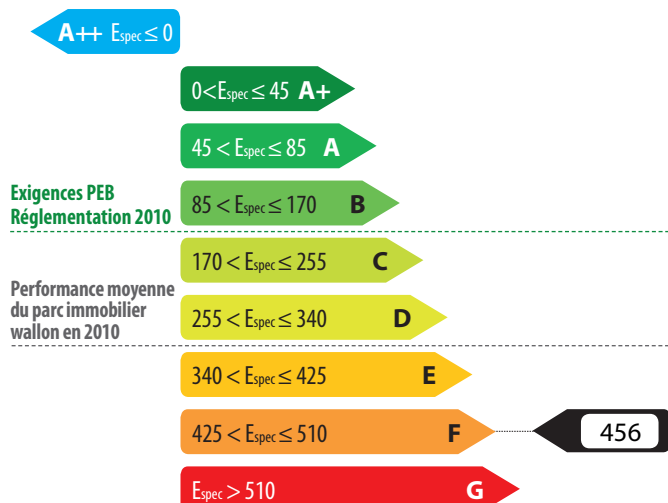 A++ Espec ≤ 0
0 < Espec ≤ 45 A+
45 < Espec ≤ 85 A
Exigences PEB
Réglementation 2010
85 < Espec ≤ 170 B
170 < Espec ≤ 255 C
Performance moyenne
du parc immobilier
wallon en 2010
255 < Espec ≤ 340 D
340 < Espec ≤ 425 E
425 < Espec ≤ 510 F
456
Espec > 510 G